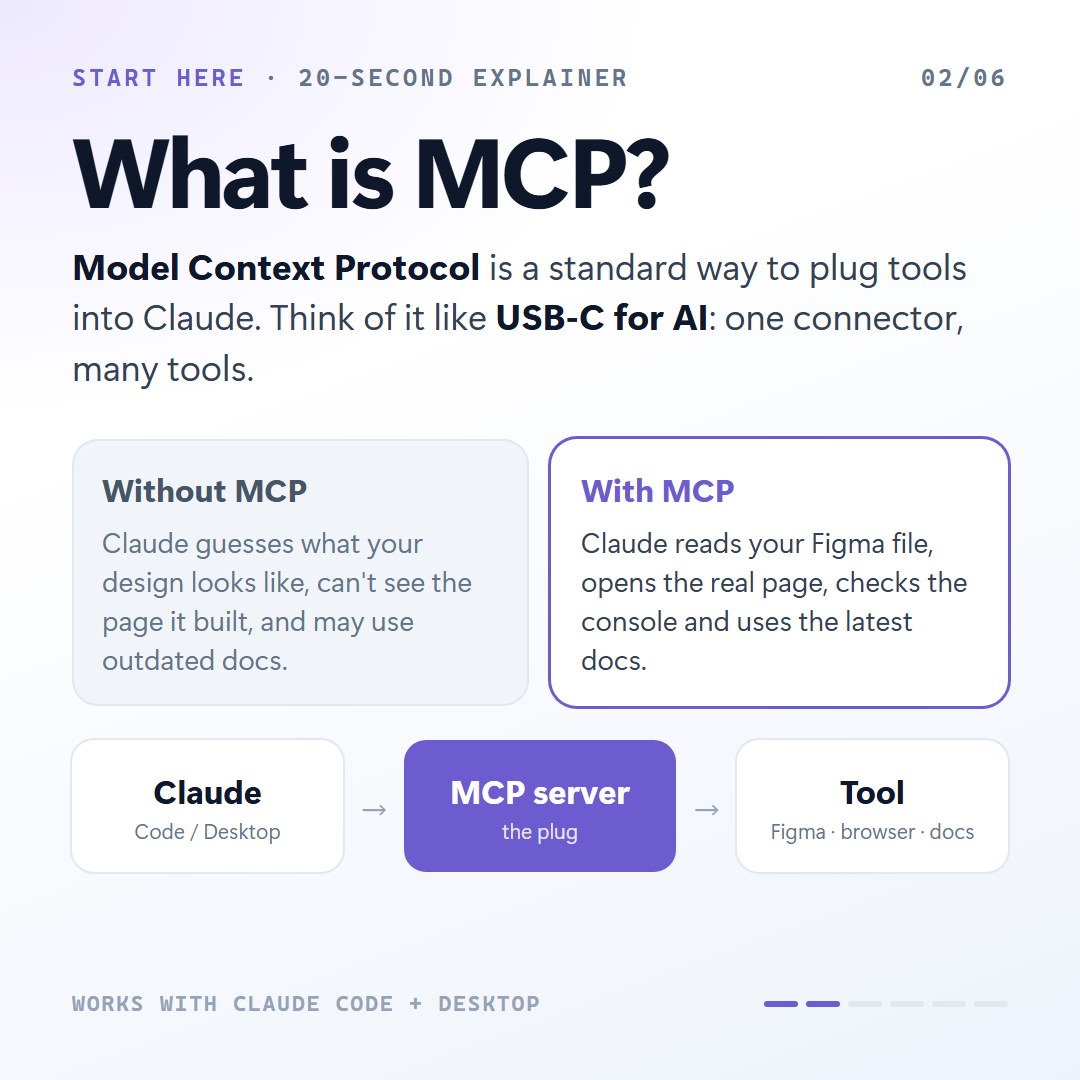 START HERE · 20-SECOND EXPLAINER
02/06
What is MCP?
Model Context Protocol is a standard way to plug tools
into Claude. Think of it like USB-C for AI: one connector,
many tools.
Without MCP
Claude guesses what your
design looks like, can't see the
page it built, and may use
outdated docs.
With MCP
Claude reads your Figma file,
opens the real page, checks the
console and uses the latest
docs.
Claude
Code / Desktop
→
MCP server
the plug
→
Tool
Figma · browser · docs
WORKS WITH CLAUDE CODE + DESKTOP